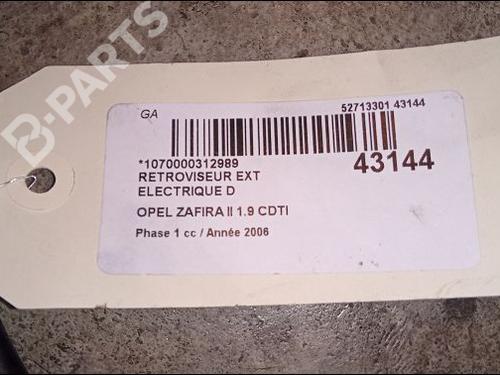 B-PARTS
GA
52713301 43144
*1070000312989
43144
RETROVISEUR EXT
ELECTRIQUE D
OPEL ZAFIRA II 1.9 CDTI
Phase 1 cc / Année 2006